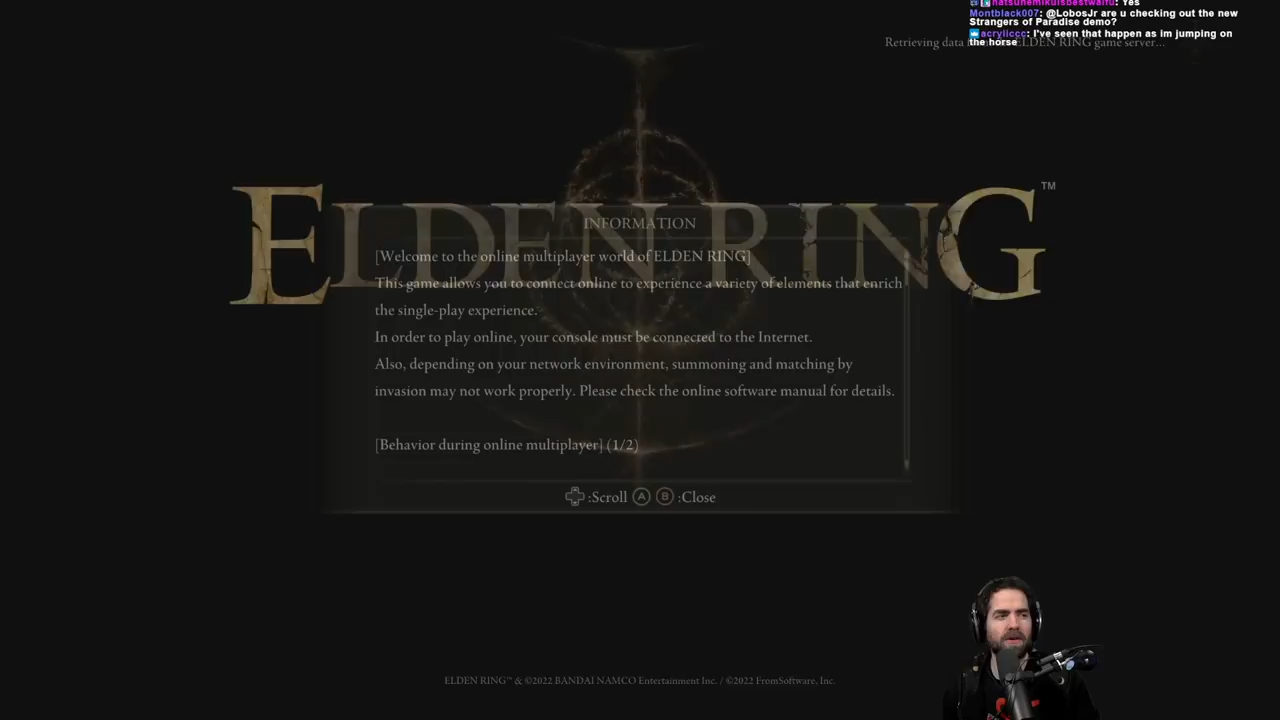 natsunemikuisbestwaifu: Yes
Montblack007: @LobosJr are u checking out the new
Strangers of Paradise demo?
acryliccc: I've seen that happen as im jumping on
the horse
Retrieving data ELDEN RING game server...
ELDEN RING™
INFORMATION
[Welcome to the online multiplayer world of ELDEN RING]
This game allows you to connect online to experience a variety of elements that enrich
the single-play experience.
In order to play online, your console must be connected to the Internet.
Also, depending on your network environment, summoning and matching by
invasion may not work properly. Please check the online software manual for details.
[Behavior during online multiplayer] (1/2)
:Scroll A B :Close
ELDEN RING™ & ©2022 BANDAI NAMCO Entertainment Inc. / ©2022 FromSoftware, Inc.